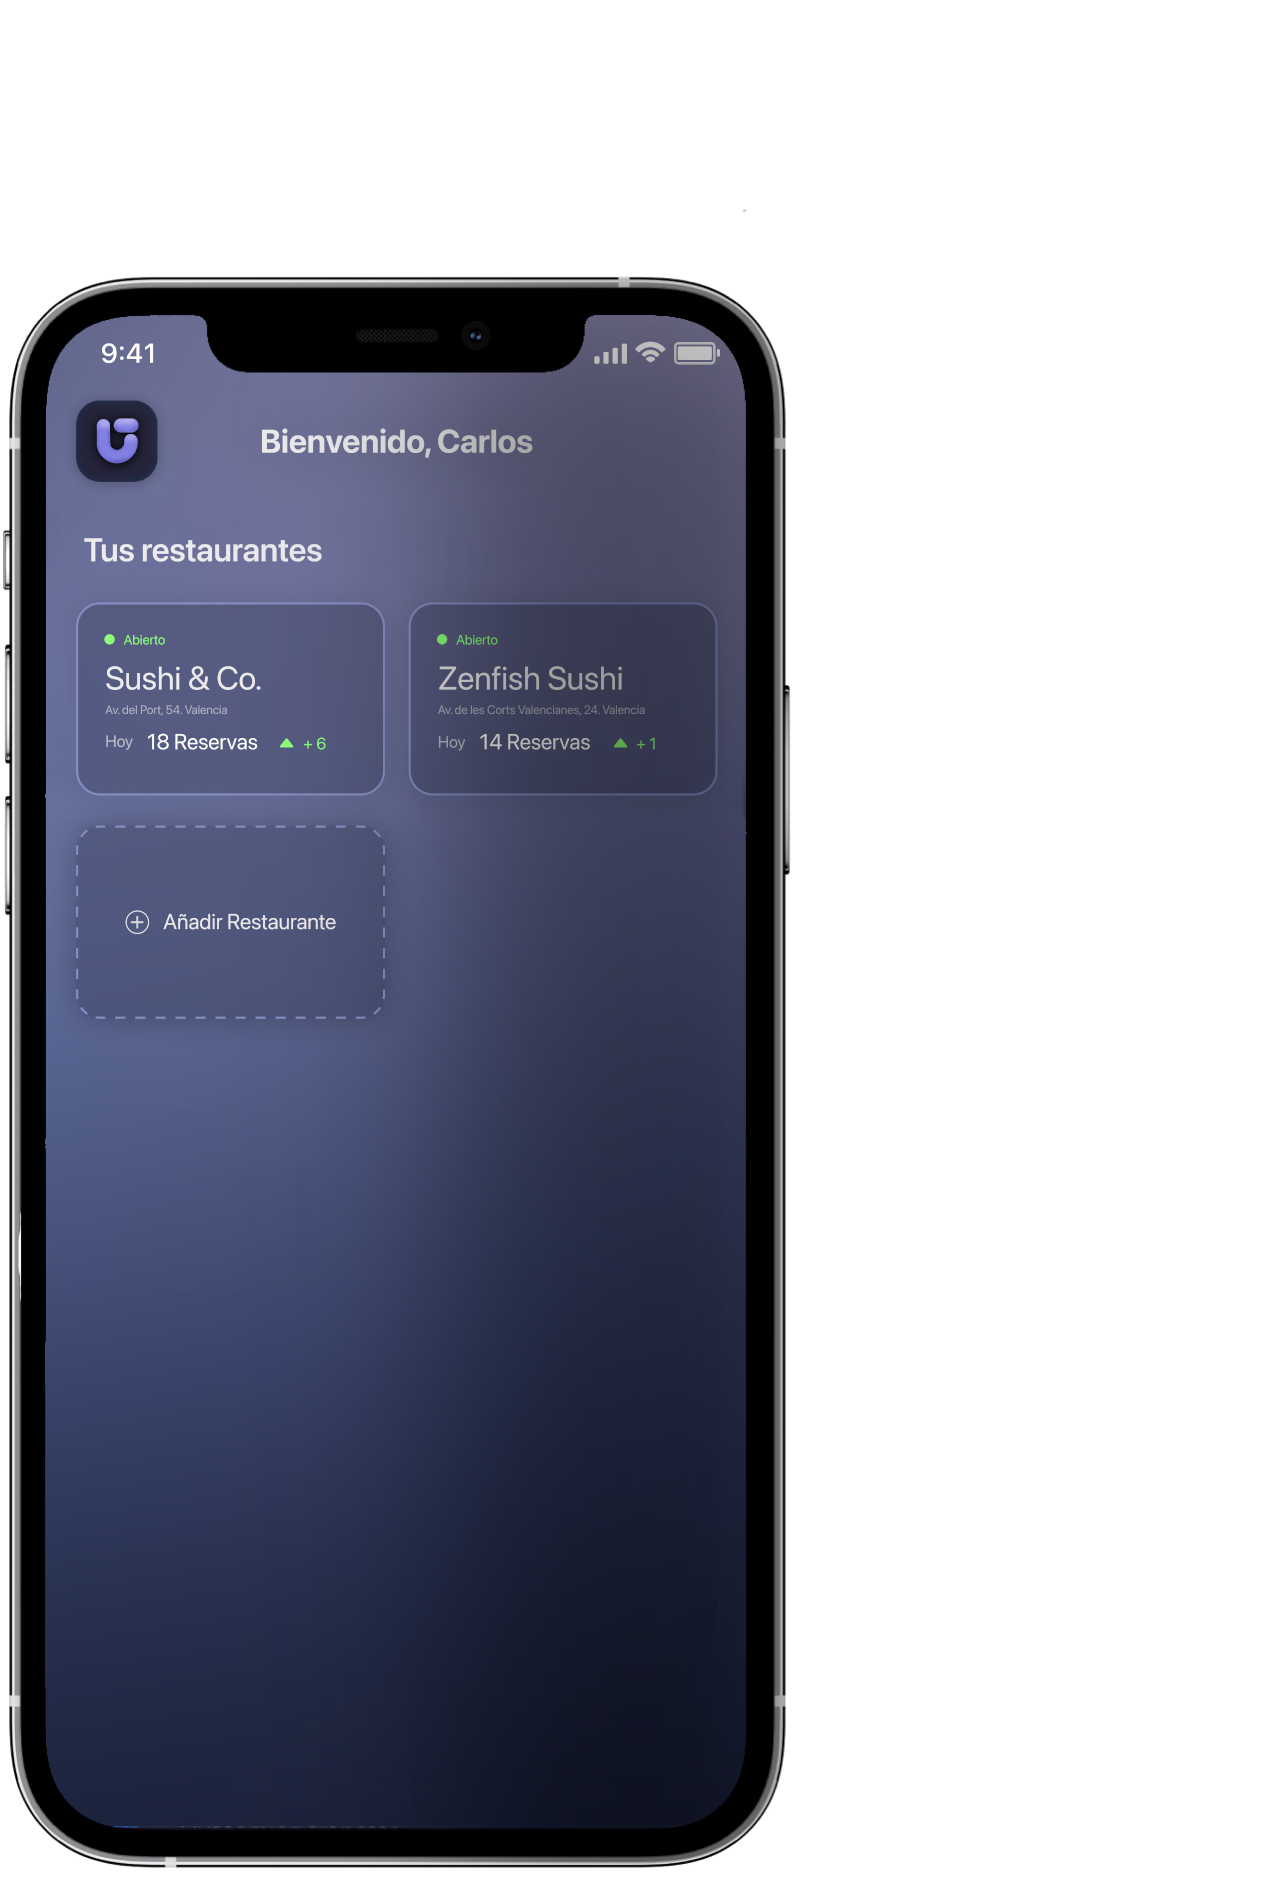 9:41
Bienvenido, Carlos
Tus restaurantes
Abierto
Sushi & Co.
Av. del Port, 54. Valencia
Hoy 18 Reservas + 6
Abierto
Zenfish Sushi
Av. de les Corts Valencianes, 24. Valencia
Hoy 14 Reservas + 1
Añadir Restaurante